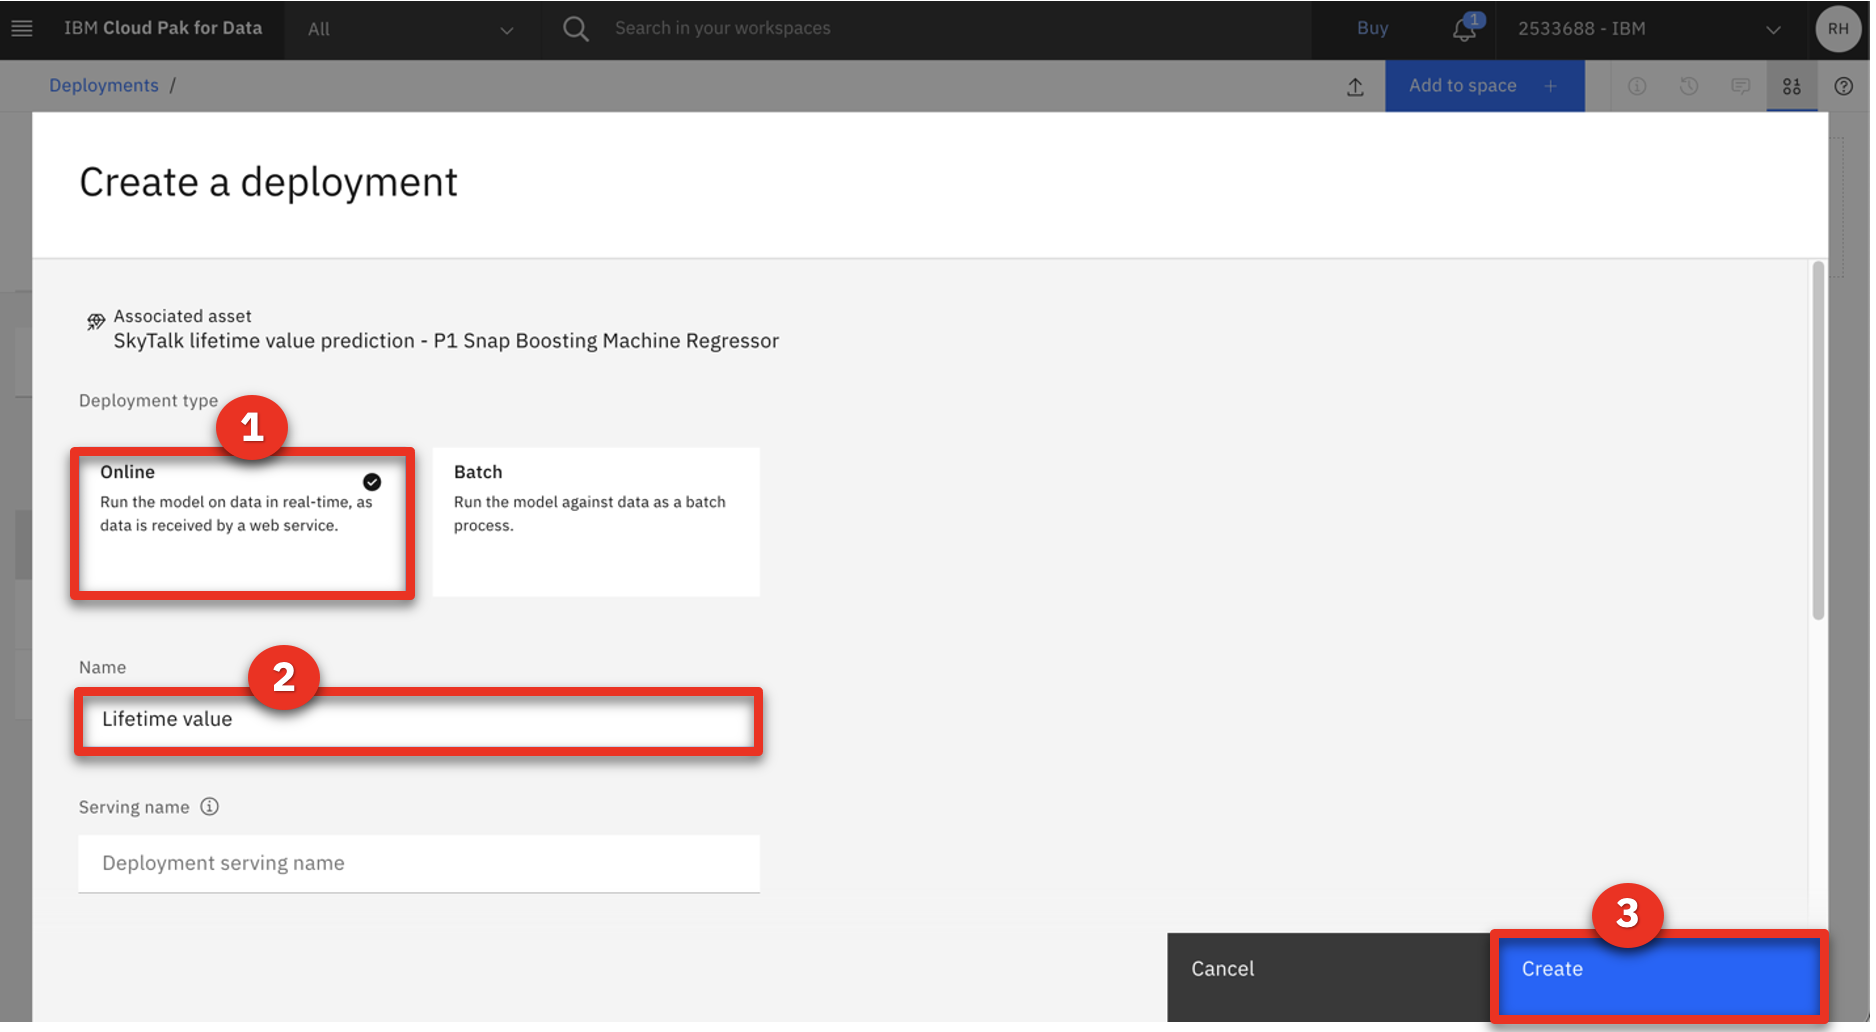 IBM Cloud Pak for Data
All
Search in your workspaces
Buy
1
2533688 - IBM
RH
Deployments /
Add to space +
Create a deployment
Associated asset
SkyTalk lifetime value prediction - P1 Snap Boosting Machine Regressor
Deployment type
1
Online
Run the model on data in real-time, as
data is received by a web service.
Batch
Run the model against data as a batch
process.
Name
2
Lifetime value
Serving name
Deployment serving name
3
Cancel
Create